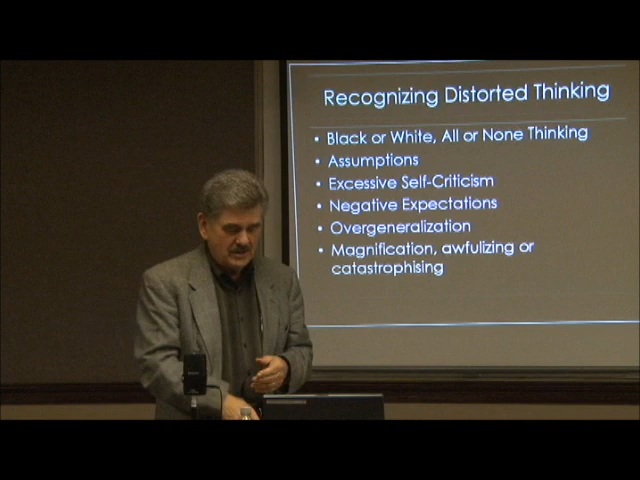 Recognizing Distorted Thinking
• Black or White, All or None Thinking
• Assumptions
• Excessive Self-Criticism
• Negative Expectations
• Overgeneralization
• Magnification, awfulizing or
catastrophising